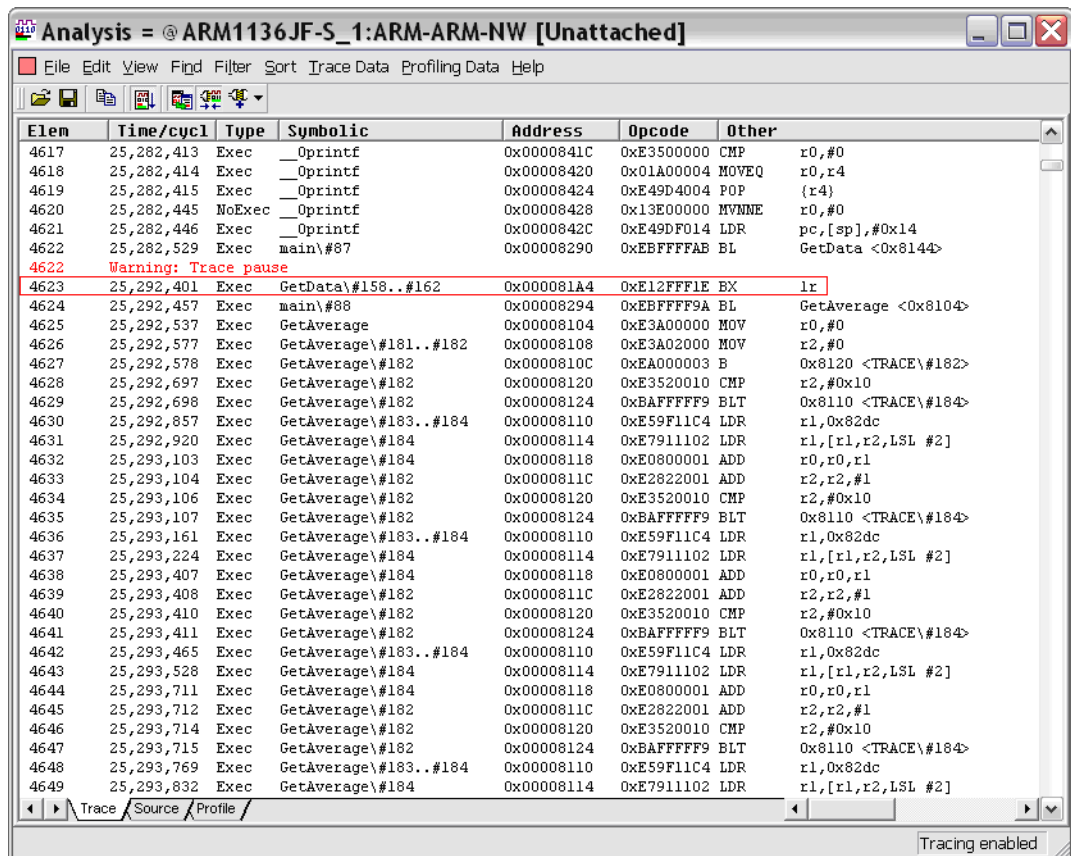 Analysis = @ARM1136JF-S_1:ARM-ARM-NW [Unattached]
File Edit View Find Filter Sort Trace Data Profiling Data Help
Elem Time/cycl Type Symbolic Address Opcode Other
4617 25,282,413 Exec __0printf 0x0000841C 0xE3500000 CMP r0,#0
4618 25,282,414 Exec __0printf 0x00008420 0x01A00004 MOVEQ r0,r4
4619 25,282,415 Exec __0printf 0x00008424 0xE49D4004 POP {r4}
4620 25,282,445 NoExec __0printf 0x00008428 0x13E00000 MVNNE r0,#0
4621 25,282,446 Exec __0printf 0x0000842C 0xE49DF014 LDR pc,[sp],#0x14
4622 25,282,529 Exec main\#87 0x00008290 0xEBFFFFAB BL GetData <0x8144>
4622 Warning: Trace pause
4623 25,292,401 Exec GetData\#158..#162 0x000081A4 0xE12FFF1E BX lr
4624 25,292,457 Exec main\#88 0x00008294 0xEBFFFF9A BL GetAverage <0x8104>
4625 25,292,537 Exec GetAverage 0x00008104 0xE3A00000 MOV r0,#0
4626 25,292,577 Exec GetAverage\#181..#182 0x00008108 0xE3A02000 MOV r2,#0
4627 25,292,578 Exec GetAverage\#182 0x0000810C 0xEA000003 B 0x8120 <TRACE\#182>
4628 25,292,697 Exec GetAverage\#182 0x00008120 0xE3520010 CMP r2,#0x10
4629 25,292,698 Exec GetAverage\#182 0x00008124 0xBAFFFFF9 BLT 0x8110 <TRACE\#184>
4630 25,292,857 Exec GetAverage\#183..#184 0x00008110 0xE59F11C4 LDR r1,0x82dc
4631 25,292,920 Exec GetAverage\#184 0x00008114 0xE7911102 LDR r1,[r1,r2,LSL #2]
4632 25,293,103 Exec GetAverage\#184 0x00008118 0xE0800001 ADD r0,r0,r1
4633 25,293,104 Exec GetAverage\#182 0x0000811C 0xE2822001 ADD r2,r2,#1
4634 25,293,106 Exec GetAverage\#182 0x00008120 0xE3520010 CMP r2,#0x10
4635 25,293,107 Exec GetAverage\#182 0x00008124 0xBAFFFFF9 BLT 0x8110 <TRACE\#184>
4636 25,293,161 Exec GetAverage\#183..#184 0x00008110 0xE59F11C4 LDR r1,0x82dc
4637 25,293,224 Exec GetAverage\#184 0x00008114 0xE7911102 LDR r1,[r1,r2,LSL #2]
4638 25,293,407 Exec GetAverage\#184 0x00008118 0xE0800001 ADD r0,r0,r1
4639 25,293,408 Exec GetAverage\#182 0x0000811C 0xE2822001 ADD r2,r2,#1
4640 25,293,410 Exec GetAverage\#182 0x00008120 0xE3520010 CMP r2,#0x10
4641 25,293,411 Exec GetAverage\#182 0x00008124 0xBAFFFFF9 BLT 0x8110 <TRACE\#184>
4642 25,293,465 Exec GetAverage\#183..#184 0x00008110 0xE59F11C4 LDR r1,0x82dc
4643 25,293,528 Exec GetAverage\#184 0x00008114 0xE7911102 LDR r1,[r1,r2,LSL #2]
4644 25,293,711 Exec GetAverage\#184 0x00008118 0xE0800001 ADD r0,r0,r1
4645 25,293,712 Exec GetAverage\#182 0x0000811C 0xE2822001 ADD r2,r2,#1
4646 25,293,714 Exec GetAverage\#182 0x00008120 0xE3520010 CMP r2,#0x10
4647 25,293,715 Exec GetAverage\#182 0x00008124 0xBAFFFFF9 BLT 0x8110 <TRACE\#184>
4648 25,293,769 Exec GetAverage\#183..#184 0x00008110 0xE59F11C4 LDR r1,0x82dc
4649 25,293,832 Exec GetAverage\#184 0x00008114 0xE7911102 LDR r1,[r1,r2,LSL #2]
Trace Source Profile
Tracing enabled